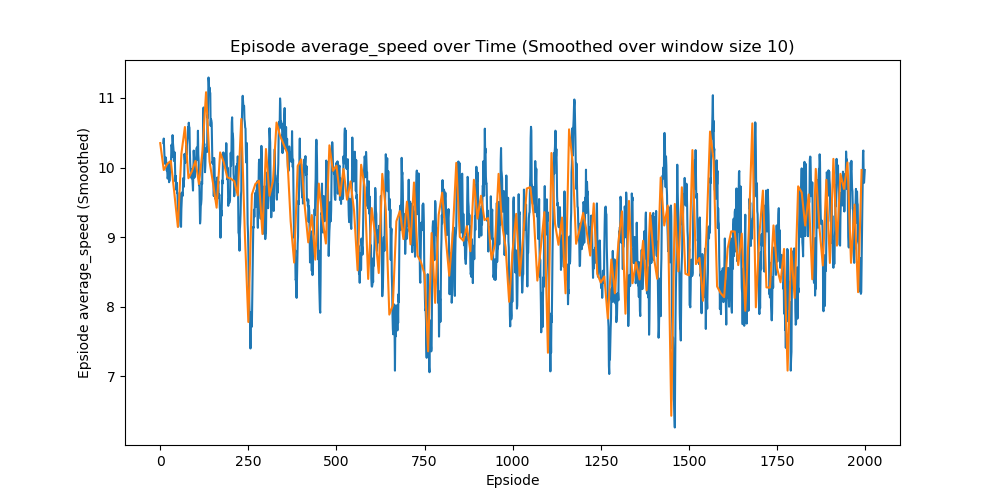 Episode average_speed over Time (Smoothed over window size 10)
Epsiode average_speed (Smoothed)
11
10
9
8
7
0 250 500 750 1000 1250 1500 1750 2000
Epsiode